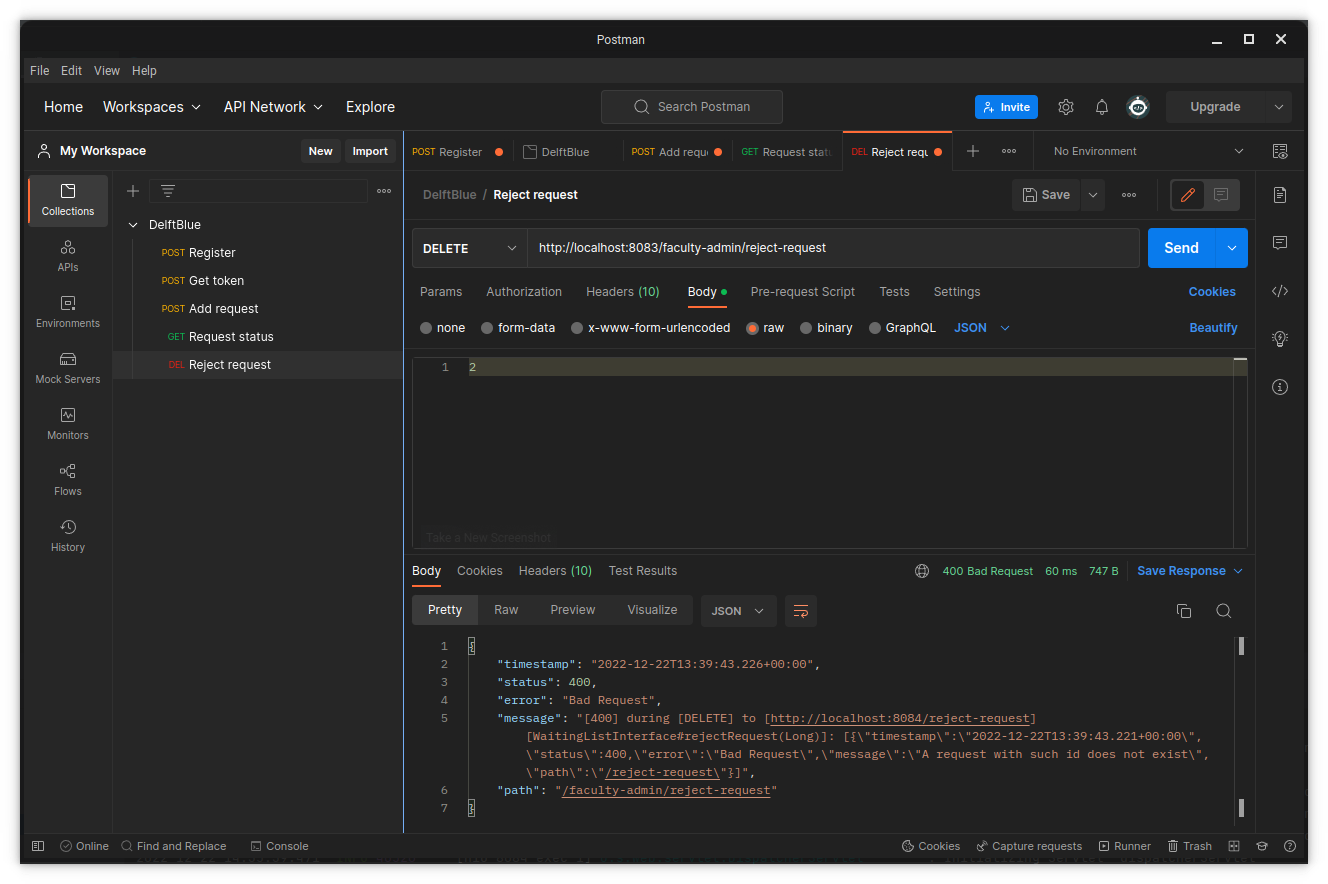 Postman
File Edit View Help
Home Workspaces API Network Explore Search Postman Invite Upgrade
My Workspace New Import
POST Register DelftBlue POST Add reque GET Request statu DEL Reject requ No Environment
Collections
APIs
Environments
Mock Servers
Monitors
Flows
History
DelftBlue
POST Register
POST Get token
POST Add request
GET Request status
DEL Reject request
DelftBlue / Reject request Save
DELETE http://localhost:8083/faculty-admin/reject-request Send
Params Authorization Headers (10) Body Pre-request Script Tests Settings Cookies
none form-data x-www-form-urlencoded raw binary GraphQL JSON Beautify
1 2
Take a New Screenshot
Body Cookies Headers (10) Test Results 400 Bad Request 60 ms 747 B Save Response
Pretty Raw Preview Visualize JSON
1 {
2 "timestamp": "2022-12-22T13:39:43.226+00:00",
3 "status": 400,
4 "error": "Bad Request",
5 "message": "[400] during [DELETE] to [http://localhost:8084/reject-request]
[WaitingListInterface#rejectRequest(Long)]: [{\"timestamp\":\"2022-12-22T13:39:43.221+00:00\",
\"status\":400,\"error\":\"Bad Request\",\"message\":\"A request with such id does not exist\",
\"path\":\"/reject-request\"}]",
6 "path": "/faculty-admin/reject-request"
7 }
Online Find and Replace Console Cookies Capture requests Runner Trash